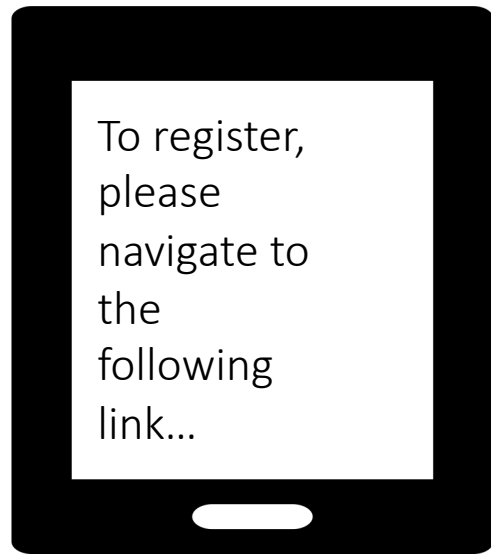 To register,
please
navigate to
the
following
link...